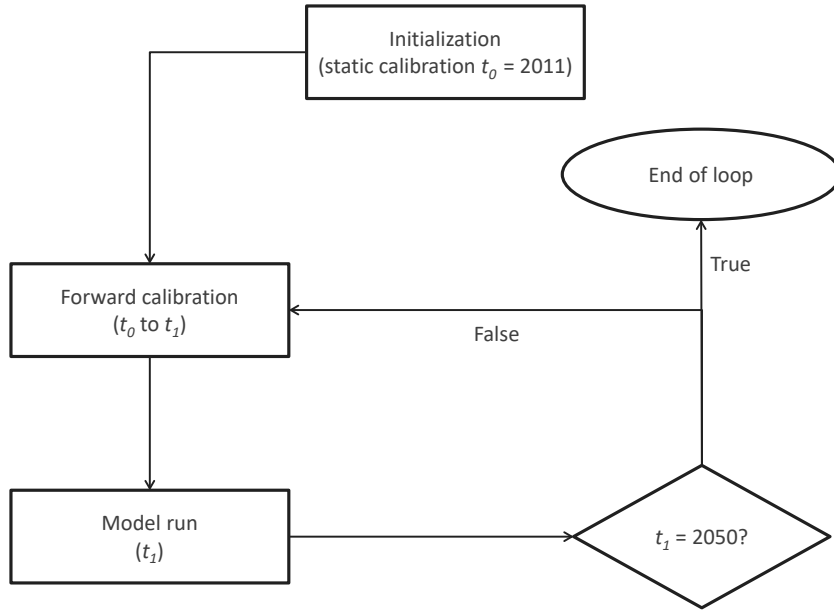 Initialization
(static calibration t₀ = 2011)
End of loop
True
Forward calibration
(t₀ to t₁)
False
Model run
(t₁)
t₁ = 2050?